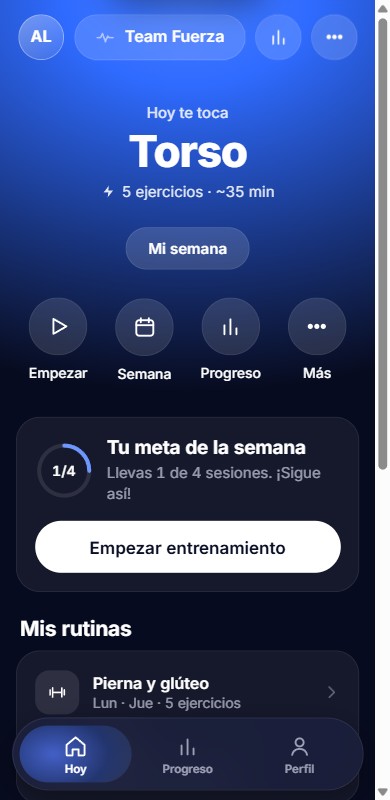 AL
Team Fuerza
Hoy te toca
Torso
5 ejercicios · ~35 min
Mi semana
Empezar
Semana
Progreso
Más
1/4
Tu meta de la semana
Llevas 1 de 4 sesiones. ¡Sigue
así!
Empezar entrenamiento
Mis rutinas
Pierna y glúteo
Lun · Jue · 5 ejercicios
Hoy
Progreso
Perfil